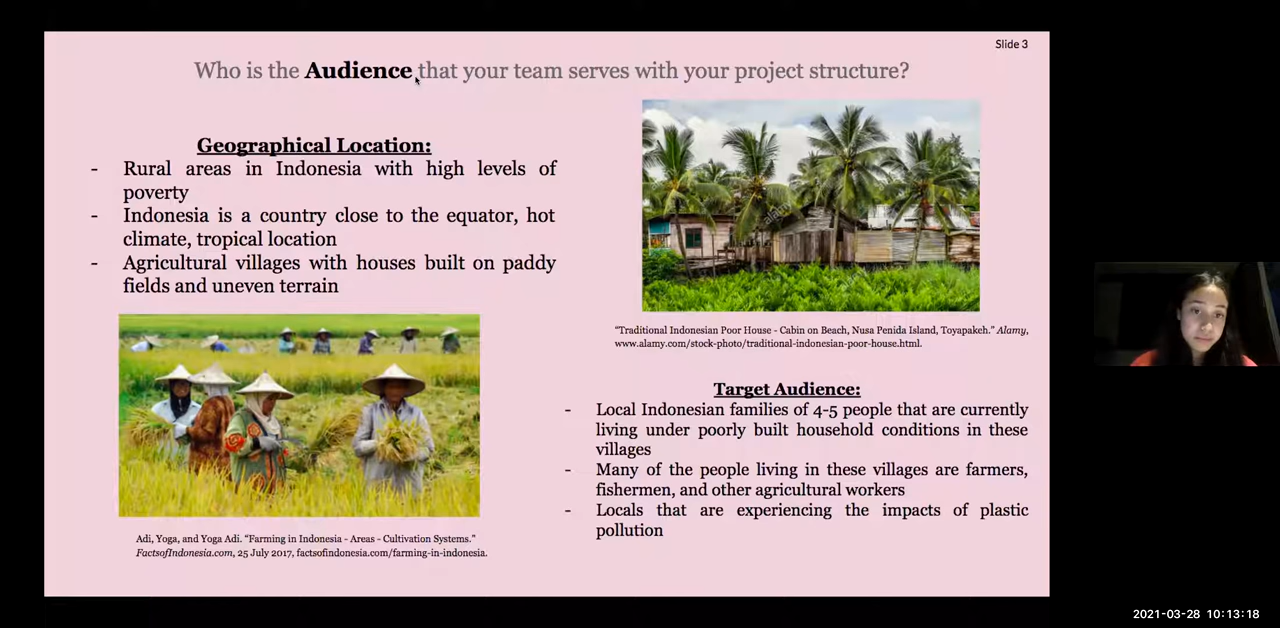 Slide 3
Who is the Audience that your team serves with your project structure?
Geographical Location:
- Rural areas in Indonesia with high levels of
poverty
- Indonesia is a country close to the equator, hot
climate, tropical location
- Agricultural villages with houses built on paddy
fields and uneven terrain
Adi, Yoga, and Yoga Adi. “Farming in Indonesia - Areas - Cultivation Systems.”
FactsofIndonesia.com, 25 July 2017, factsofindonesia.com/farming-in-indonesia.
alamy
alamy
“Traditional Indonesian Poor House - Cabin on Beach, Nusa Penida Island, Toyapakeh.” Alamy,
www.alamy.com/stock-photo/traditional-indonesian-poor-house.html.
Target Audience:
- Local Indonesian families of 4-5 people that are currently
living under poorly built household conditions in these
villages
- Many of the people living in these villages are farmers,
fishermen, and other agricultural workers
- Locals that are experiencing the impacts of plastic
pollution
2021-03-28 10:13:18